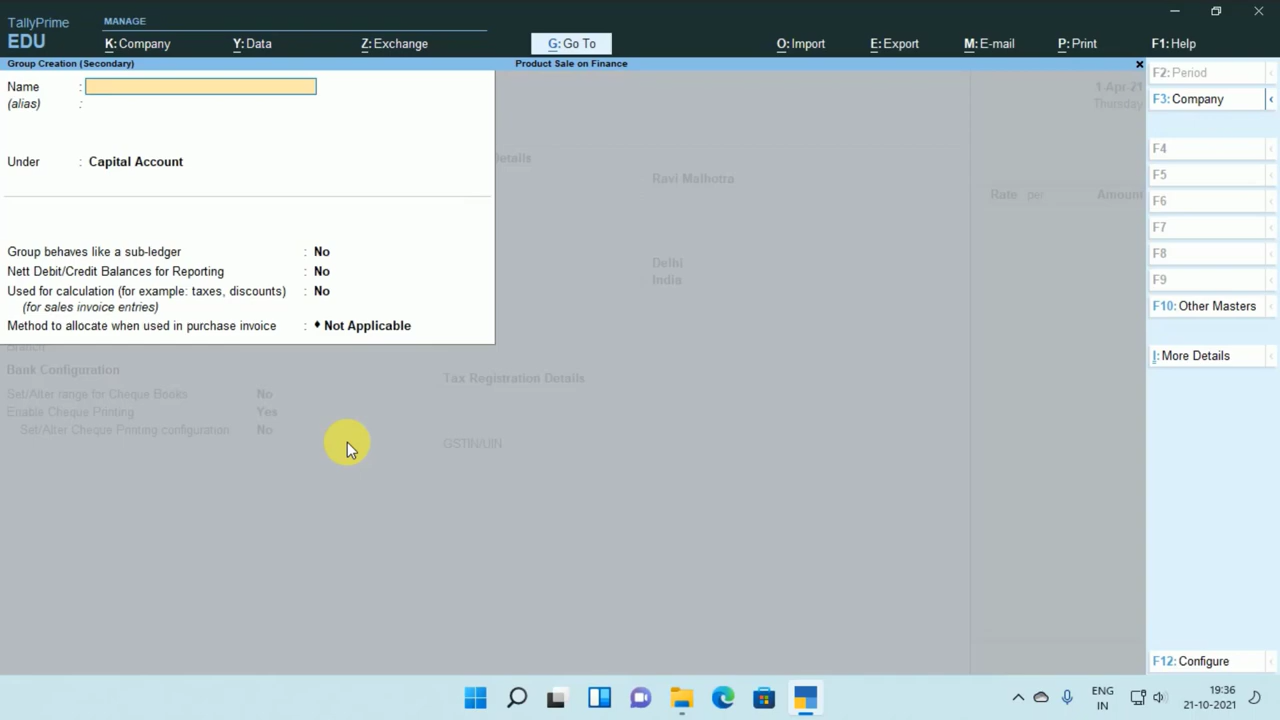 TallyPrime
EDU
MANAGE
K: Company
Y: Data
Z: Exchange
G: Go To
O: Import
E: Export
M: E-mail
P: Print
F1: Help
Group Creation (Secondary)
Product Sale on Finance
Name :
(alias) :
Under : Capital Account
Group behaves like a sub-ledger : No
Nett Debit/Credit Balances for Reporting : No
Used for calculation (for example: taxes, discounts) : No
(for sales invoice entries)
Method to allocate when used in purchase invoice : ♦ Not Applicable
Bank Configuration
Set/Alter range for Cheque Books No
Enable Cheque Printing Yes
Set/Alter Cheque Printing configuration No
Ravi Malhotra
Delhi
India
Tax Registration Details
GSTIN/UIN
1-Apr-21
Thursday
Rate per Amount
F2: Period
F3: Company
F4
F5
F6
F7
F8
F9
F10: Other Masters
I: More Details
F12: Configure
ENG
IN
19:36
21-10-2021